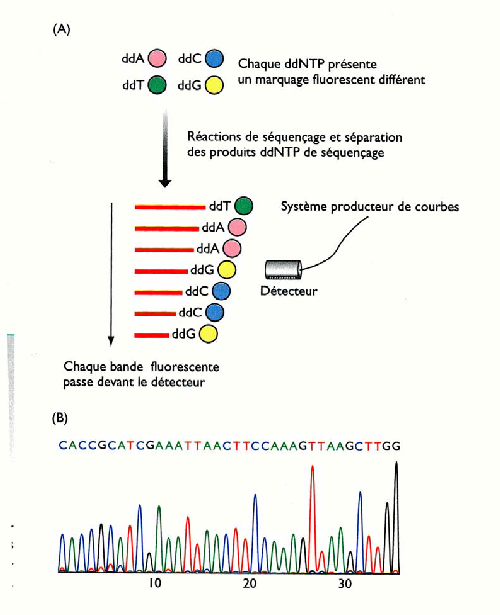 (A)
ddA ddC
ddT ddG
Chaque ddNTP présente
un marquage fluorescent différent
Réactions de séquençage et séparation
des produits ddNTP de séquençage
ddT
ddA
ddA
ddG
ddC
ddC
ddG
Système producteur de courbes
Détecteur
Chaque bande fluorescente
passe devant le détecteur
(B)
CACCGCATCGAAATTAACTTCCAAAGTTAAGCTTGG
10 20 30